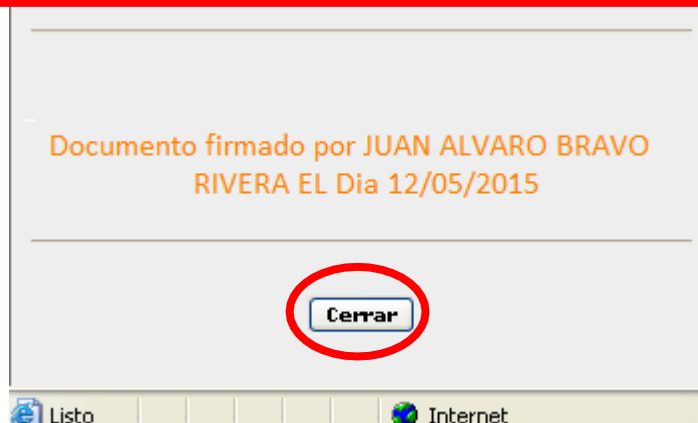 Documento firmado por JUAN ALVARO BRAVO
RIVERA EL Dia 12/05/2015
Cerrar
Listo
Internet